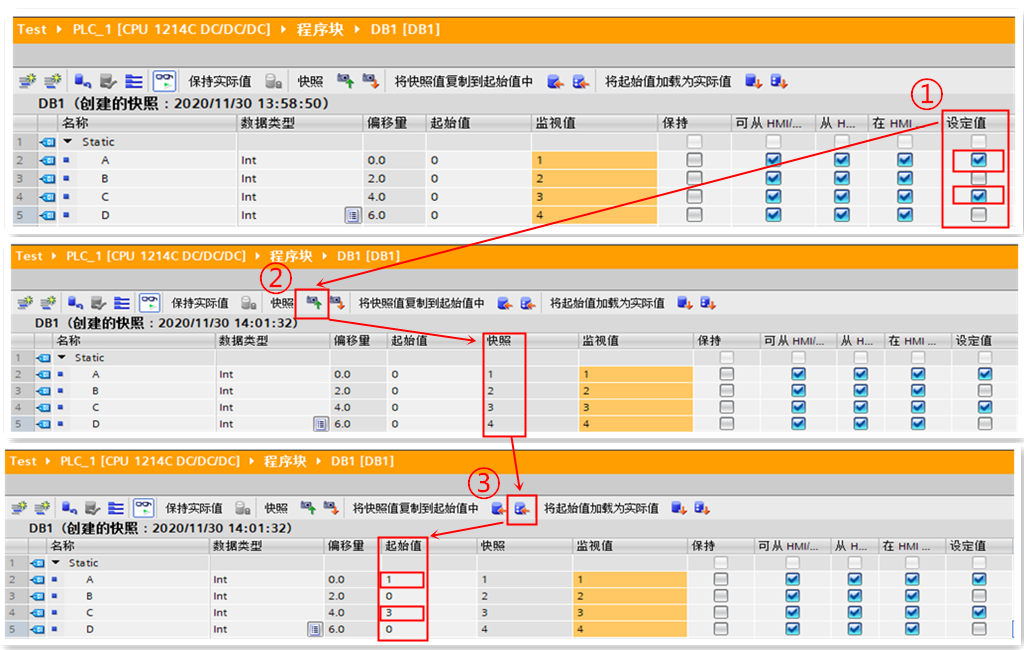 Test ▸ PLC_1 [CPU 1214C DC/DC/DC] ▸ 程序块 ▸ DB1 [DB1]
保持实际值 快照 将快照值复制到起始值中 将起始值加载为实际值
DB1（创建的快照：2020/11/30 13:58:50）
①
名称 数据类型 偏移量 起始值 监视值 保持 可从 HMI/... 从 H... 在 HMI ... 设定值
1 Static
2 A Int 0.0 0 1
3 B Int 2.0 0 2
4 C Int 4.0 0 3
5 D Int 6.0 0 4
Test ▸ PLC_1 [CPU 1214C DC/DC/DC] ▸ 程序块 ▸ DB1 [DB1]
②
保持实际值 快照 将快照值复制到起始值中 将起始值加载为实际值
DB1（创建的快照：2020/11/30 14:01:32）
名称 数据类型 偏移量 起始值 快照 监视值 保持 可从 HMI/... 从 H... 在 HMI ... 设定值
1 Static
2 A Int 0.0 0 1 1
3 B Int 2.0 0 2 2
4 C Int 4.0 0 3 3
5 D Int 6.0 0 4 4
Test ▸ PLC_1 [CPU 1214C DC/DC/DC] ▸ 程序块 ▸ DB1 [DB1]
③
保持实际值 快照 将快照值复制到起始值中 将起始值加载为实际值
DB1（创建的快照：2020/11/30 14:01:32）
名称 数据类型 偏移量 起始值 快照 监视值 保持 可从 HMI/... 从 H... 在 HMI ... 设定值
1 Static
2 A Int 0.0 1 1 1
3 B Int 2.0 0 2 2
4 C Int 4.0 3 3 3
5 D Int 6.0 0 4 4